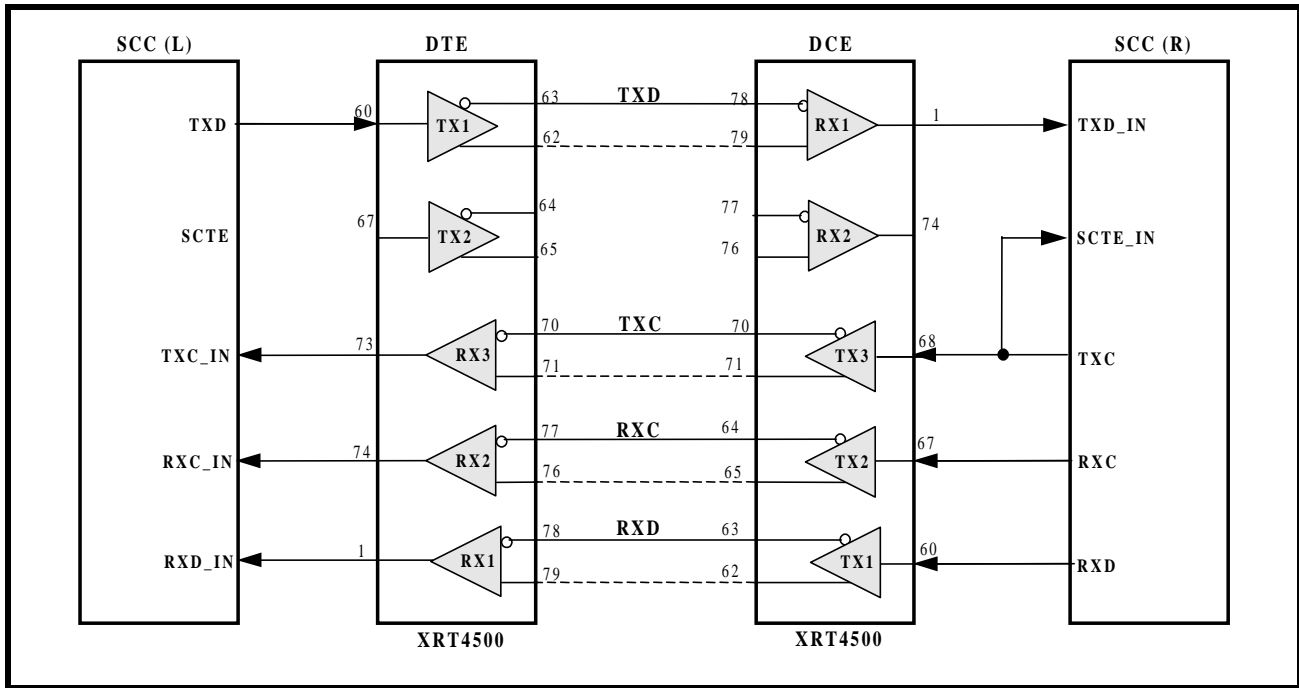 SCC (L) DTE DCE SCC (R)
63 TXD 78
TXD 60 TX1 RX1 1 TXD_IN
62 79
64 77
SCTE 67 TX2 RX2 74 SCTE_IN
65 76
70 TXC 70
TXC_IN 73 RX3 TX3 68 TXC
71 71
77 RXC 64
RXC_IN 74 RX2 TX2 67 RXC
76 65
78 RXD 63
RXD_IN 1 RX1 TX1 60 RXD
79 62
XRT4500 XRT4500